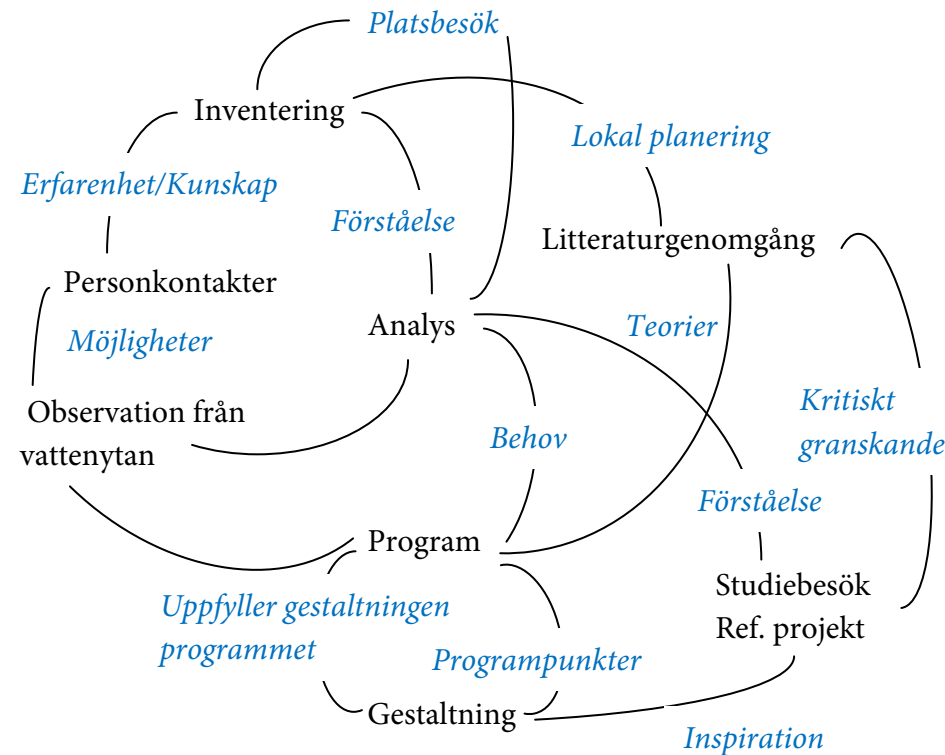 Platsbesök
Inventering
Lokal planering
Erfarenhet/Kunskap
Förståelse
Litteraturgenomgång
Personkontakter
Analys
Teorier
Möjligheter
Observation från
vattenytan
Behov
Kritiskt
granskande
Förståelse
Program
Studiebesök
Ref. projekt
Uppfyller gestaltningen
programmet
Programpunkter
Gestaltning
Inspiration